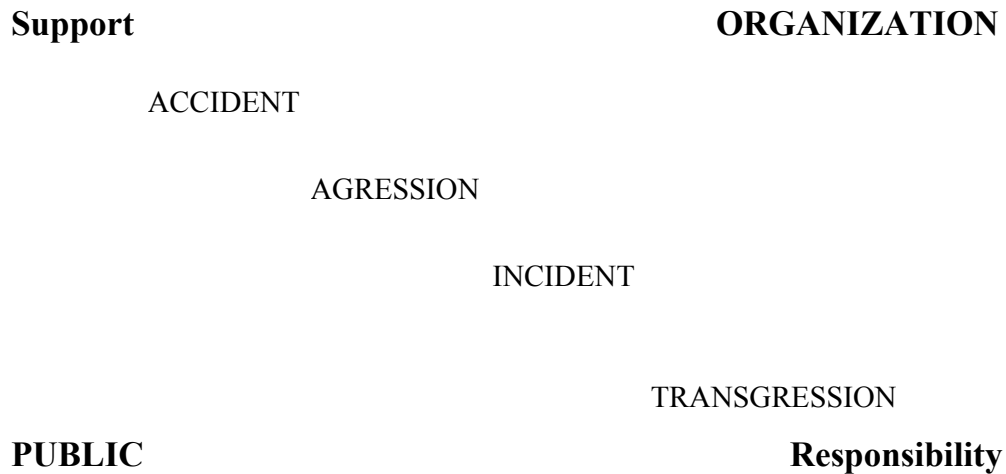 Support ORGANIZATION
ACCIDENT
AGRESSION
INCIDENT
TRANSGRESSION
PUBLIC Responsibility